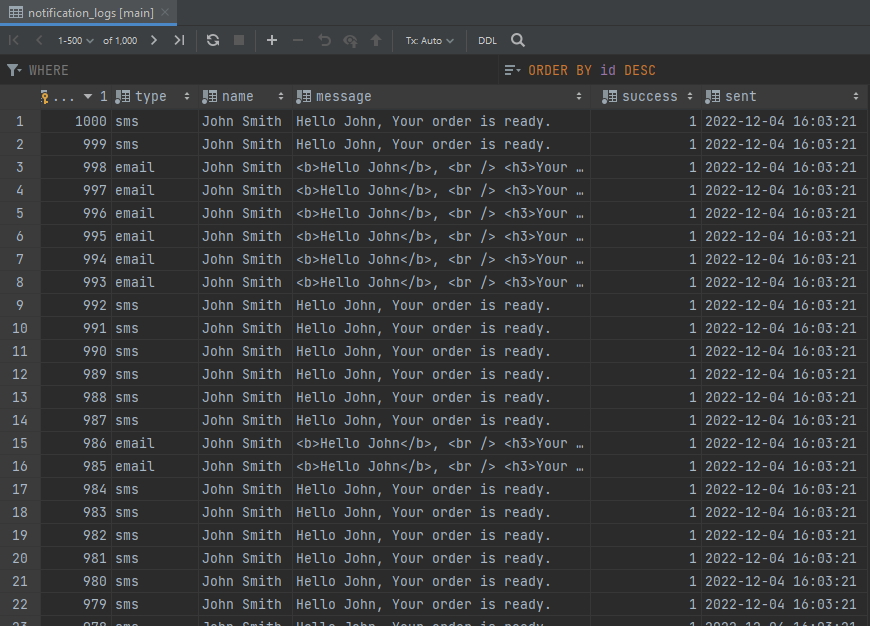 notification_logs [main]
1-500 of 1,000 Tx: Auto DDL
WHERE ORDER BY id DESC
... 1 type name message success sent
1 1000 sms John Smith Hello John, Your order is ready. 1 2022-12-04 16:03:21
2 999 sms John Smith Hello John, Your order is ready. 1 2022-12-04 16:03:21
3 998 email John Smith <b>Hello John</b>, <br /> <h3>Your … 1 2022-12-04 16:03:21
4 997 email John Smith <b>Hello John</b>, <br /> <h3>Your … 1 2022-12-04 16:03:21
5 996 email John Smith <b>Hello John</b>, <br /> <h3>Your … 1 2022-12-04 16:03:21
6 995 email John Smith <b>Hello John</b>, <br /> <h3>Your … 1 2022-12-04 16:03:21
7 994 email John Smith <b>Hello John</b>, <br /> <h3>Your … 1 2022-12-04 16:03:21
8 993 email John Smith <b>Hello John</b>, <br /> <h3>Your … 1 2022-12-04 16:03:21
9 992 sms John Smith Hello John, Your order is ready. 1 2022-12-04 16:03:21
10 991 sms John Smith Hello John, Your order is ready. 1 2022-12-04 16:03:21
11 990 sms John Smith Hello John, Your order is ready. 1 2022-12-04 16:03:21
12 989 sms John Smith Hello John, Your order is ready. 1 2022-12-04 16:03:21
13 988 sms John Smith Hello John, Your order is ready. 1 2022-12-04 16:03:21
14 987 sms John Smith Hello John, Your order is ready. 1 2022-12-04 16:03:21
15 986 email John Smith <b>Hello John</b>, <br /> <h3>Your … 1 2022-12-04 16:03:21
16 985 email John Smith <b>Hello John</b>, <br /> <h3>Your … 1 2022-12-04 16:03:21
17 984 sms John Smith Hello John, Your order is ready. 1 2022-12-04 16:03:21
18 983 sms John Smith Hello John, Your order is ready. 1 2022-12-04 16:03:21
19 982 sms John Smith Hello John, Your order is ready. 1 2022-12-04 16:03:21
20 981 sms John Smith Hello John, Your order is ready. 1 2022-12-04 16:03:21
21 980 sms John Smith Hello John, Your order is ready. 1 2022-12-04 16:03:21
22 979 sms John Smith Hello John, Your order is ready. 1 2022-12-04 16:03:21